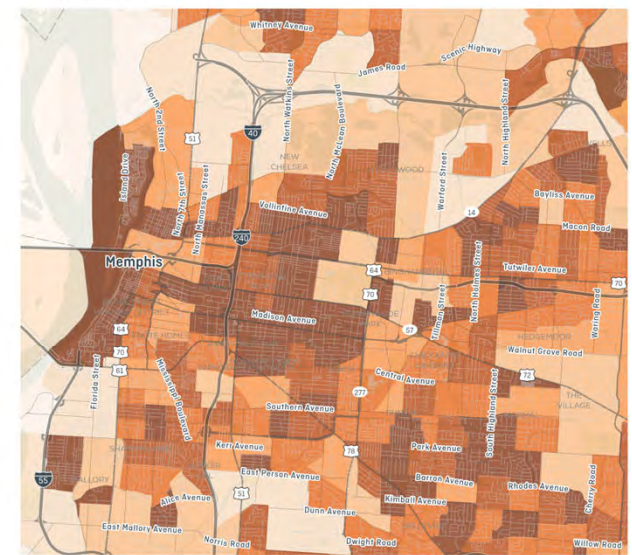 Whitney Avenue
Scenic Highway
James Road
North 2nd Street
North Watkins Street
North McLean Boulevard
North Highland Street
51
40
NEW
CHELSEA
Island Drive
North 7th Street
North Manassas Street
Warford Street
Bayliss Avenue
Vollintine Avenue
14
Macon Road
240
Memphis
64
Tutwiler Avenue
70
70
Tillman Street
North Holmes Street
Waring Road
Madison Avenue
64
57
HEDGEMOOR
Walnut Grove Road
70
61
Florida Street
Mississippi Boulevard
Central Avenue
72
277
THE
VILLAGE
Southern Avenue
South Highland Street
Kerr Avenue
78
Park Avenue
55
East Person Avenue
Barron Avenue
Rhodes Avenue
Cherry Road
Alice Avenue
51
Kimball Avenue
Dunn Avenue
East Mallory Avenue
Norris Road
Dwight Road
Willow Road